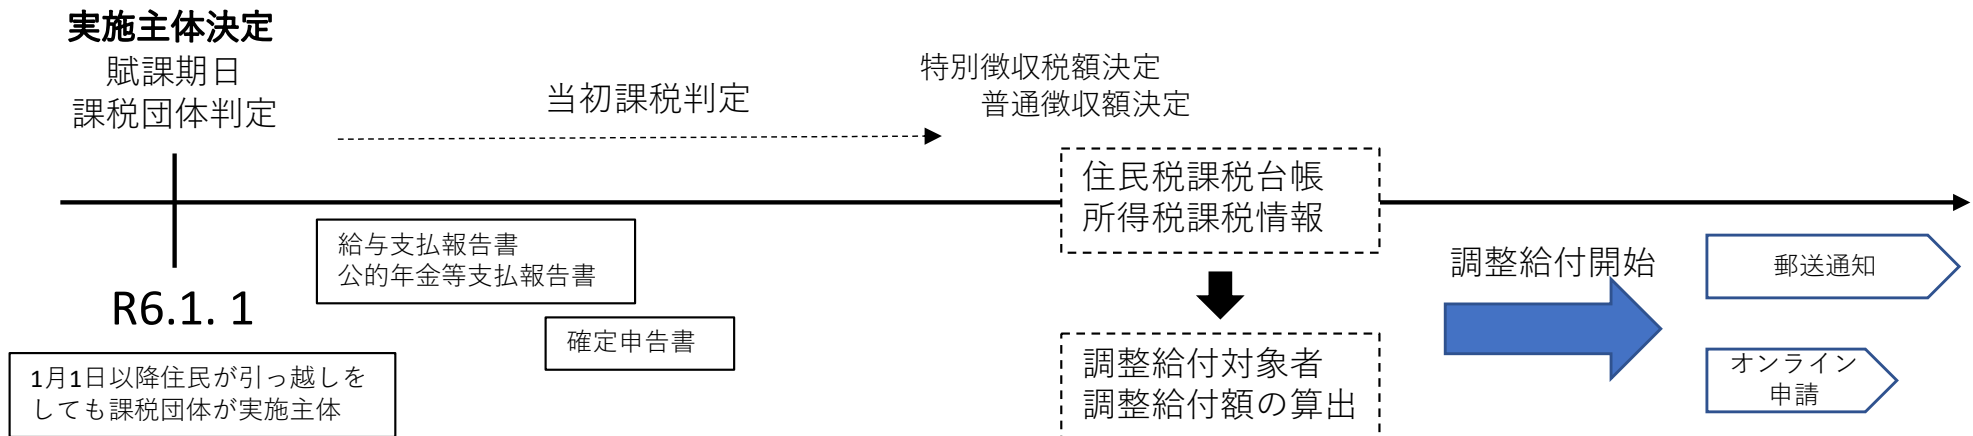 実施主体決定
賦課期日
課税団体判定
当初課税判定
特別徴収税額決定
普通徴収額決定
住民税課税台帳
所得税課税情報
給与支払報告書
公的年金等支払報告書
確定申告書
R6.1. 1
1月1日以降住民が引っ越しを
しても課税団体が実施主体
調整給付対象者
調整給付額の算出
調整給付開始
郵送通知
オンライン
申請